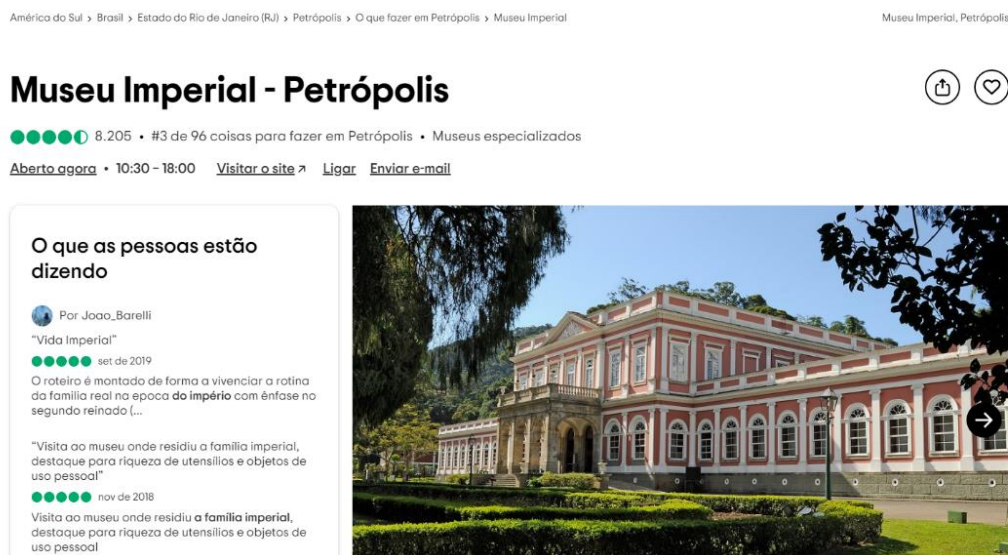 América do Sul > Brasil > Estado do Rio de Janeiro (RJ) > Petrópolis > O que fazer em Petrópolis > Museu Imperial
Museu Imperial, Petrópolis
Museu Imperial - Petrópolis
8.205 • #3 de 96 coisas para fazer em Petrópolis • Museus especializados
Aberto agora • 10:30 – 18:00 Visitar o site ↗ Ligar Enviar e-mail
O que as pessoas estão
dizendo
Por Joao_Barelli
“Vida Imperial”
set de 2019
O roteiro é montado de forma a vivenciar a rotina
da familia real na epoca do império com ênfase no
segundo reinado (...
“Visita ao museu onde residiu a família imperial,
destaque para riqueza de utensílios e objetos de
uso pessoal”
nov de 2018
Visita ao museu onde residiu a família imperial,
destaque para riqueza de utensílios e objetos de
uso pessoal